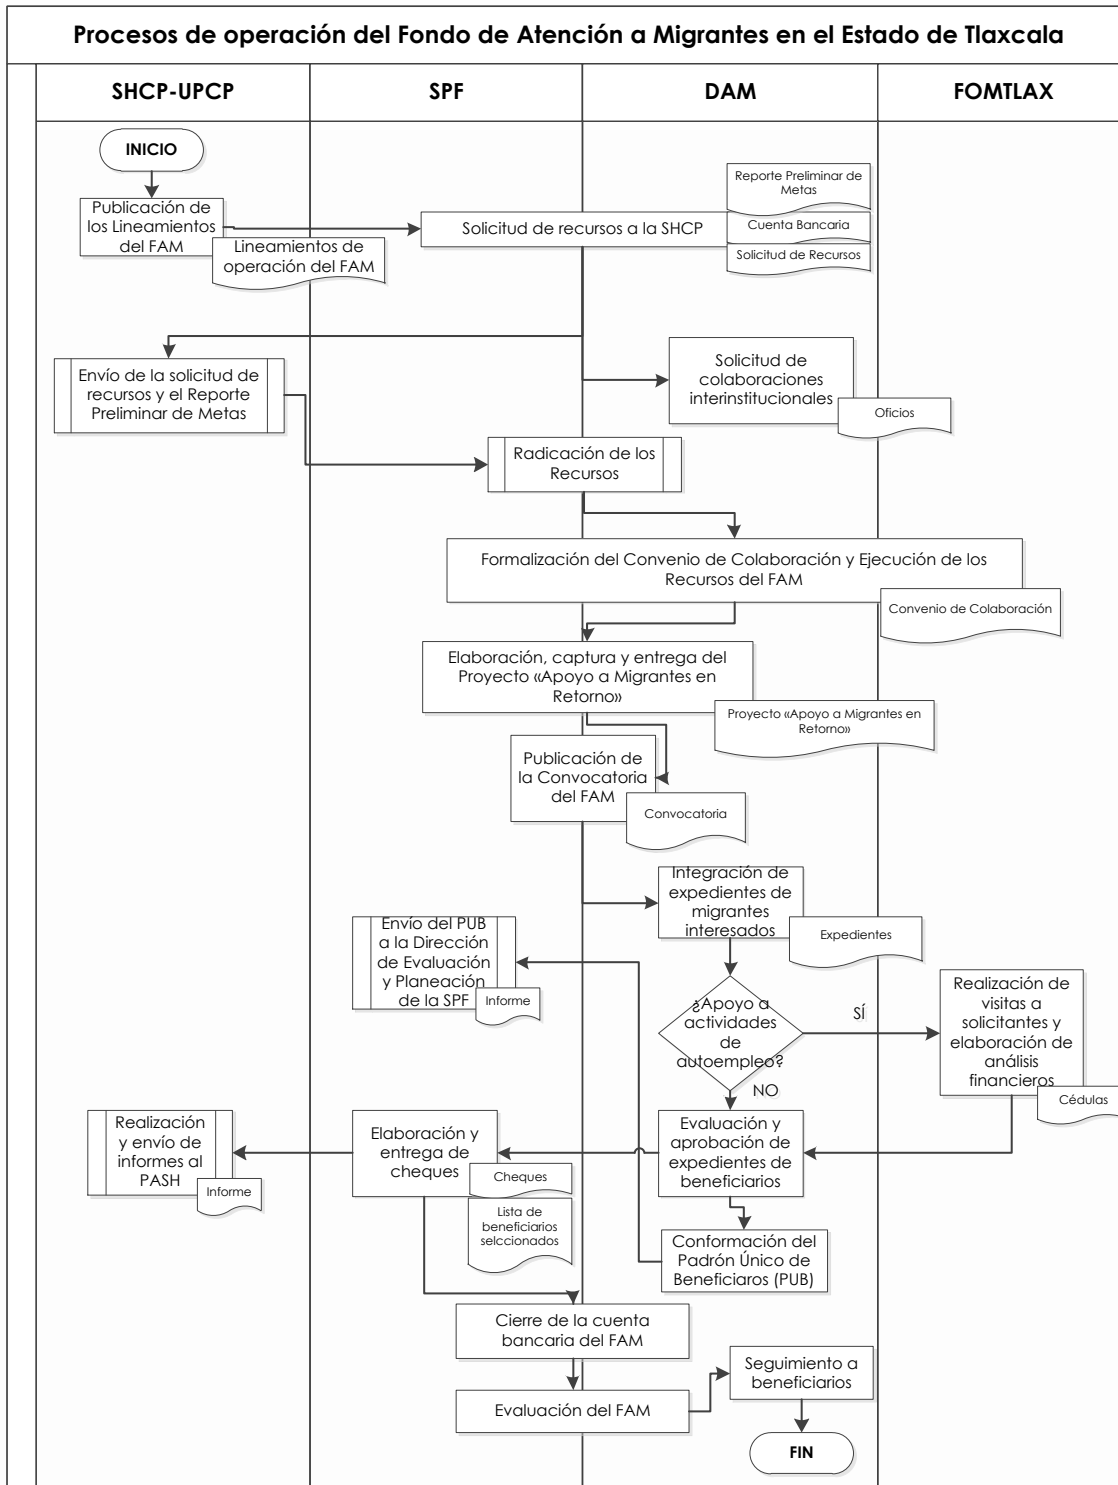 Procesos de operación del Fondo de Atención a Migrantes en el Estado de Tlaxcala
SHCP-UPCP
SPF
DAM
FOMTLAX
INICIO
Publicación de
los Lineamientos
del FAM
Lineamientos de
operación del FAM
Solicitud de recursos a la SHCP
Reporte Preliminar de
Metas
Cuenta Bancaria
Solicitud de Recursos
Envío de la solicitud de
recursos y el Reporte
Preliminar de Metas
Solicitud de
colaboraciones
interinstitucionales
Oficios
Radicación de los
Recursos
Formalización del Convenio de Colaboración y Ejecución de los
Recursos del FAM
Convenio de Colaboración
Elaboración, captura y entrega del
Proyecto «Apoyo a Migrantes en
Retorno»
Proyecto «Apoyo a Migrantes en
Retorno»
Publicación de
la Convocatoria
del FAM
Convocatoria
Integración de
expedientes de
migrantes
interesados
Expedientes
Envío del PUB
a la Dirección
de Evaluación
y Planeación
de la SPF
Informe
¿Apoyo a
actividades
de
autoempleo?
SÍ
NO
Realización de
visitas a
solicitantes y
elaboración de
análisis
financieros
Cédulas
Realización
y envío de
informes al
PASH
Informe
Elaboración y
entrega de
cheques
Cheques
Lista de
beneficiarios
selccionados
Evaluación y
aprobación de
expedientes de
beneficiarios
Conformación del
Padrón Único de
Beneficiaros (PUB)
Cierre de la cuenta
bancaria del FAM
Evaluación del FAM
Seguimiento a
beneficiarios
FIN